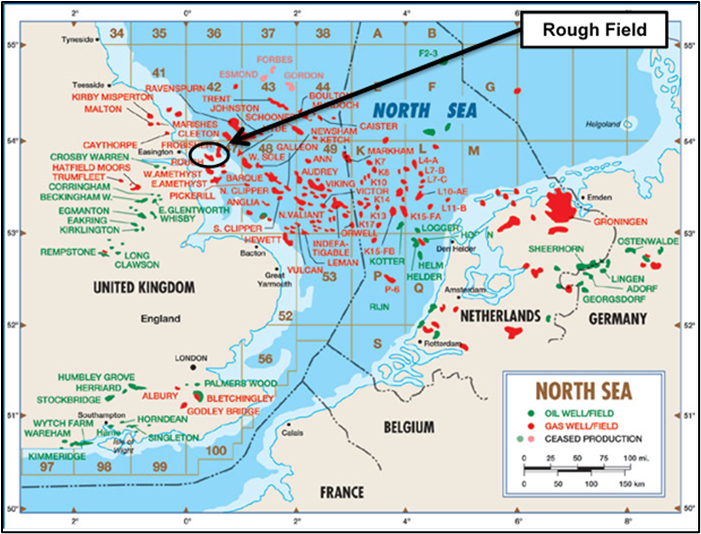 Rough Field
34
35
36
37
38
A
B
55°
55°
Tyneside
FORBES
F2-3
ESMOND
GORDON
41
42
43
44
E
F
G
Teesside
RAVENSPURN
KIRBY MISPERTON
TRENT
BOULTON
JOHNSTON
MALTON
SCHOONER
NORTH SEA
MARISHES
CLEETON
CAISTER
Helgoland
NEWSHAM
KETCH
54°
54°
CAYTHORPE
Easington
GALLEON
48
49
K
L
M
MARKHAM
CROSBY WARREN
ROUGH
W. SOLE
ANN
K7
L4-A
HATFIELD MOORS
W.AMETHYST
AUDREY
K8
L7-B
TRUMFLEET
E.AMETHYST
BARQUE
VIKING
K6
L7-C
CORRINGHAM
PICKERILL
N. CLIPPER
VICTOR
K10
K14
L10-AE
Emden
BECKINGHAM W.
ANGLIA
K4
EGMANTON
E.GLENTWORTH
K13
L11-B
GRONINGEN
EAKRING
WHISBY
N.VALIANT
K17
K15-FA
KIRKLINGTON
S. CLIPPER
ORWELL
LOGGER
53°
53°
HEWETT
INDEFA-
TIGABLE
K15-FB
Den Helder
SHEERHORN
OSTENWALDE
REMPSTONE
LONG
CLAWSON
Bacton
LEMAN
KOTTER
HELM
HELDER
LINGEN
ADORF
Great
Yarmouth
VULCAN
53
P
Q
GEORGSDORF
P-6
UNITED KINGDOM
England
RIJN
Amsterdam
NETHERLANDS
GERMANY
52°
52°
52
S
Rotterdam
LONDON
56
HUMBLEY GROVE
HERRIARD
PALMERS WOOD
STOCKBRIDGE
ALBURY
BLETCHINGLEY
GODLEY BRIDGE
51°
51°
Southampton
HORNDEAN
WYTCH FARM
WAREHAM
Isle of
Wight
SINGLETON
KIMMERIDGE
97
98
99
100
Calais
BELGIUM
FRANCE
NORTH SEA
OIL WELL/FIELD
GAS WELL/FIELD
CEASED PRODUCTION
0 25 50 75 100 mi.
0 50 100 150 km
50°
50°
2°
0°
2°
4°
6°
8°